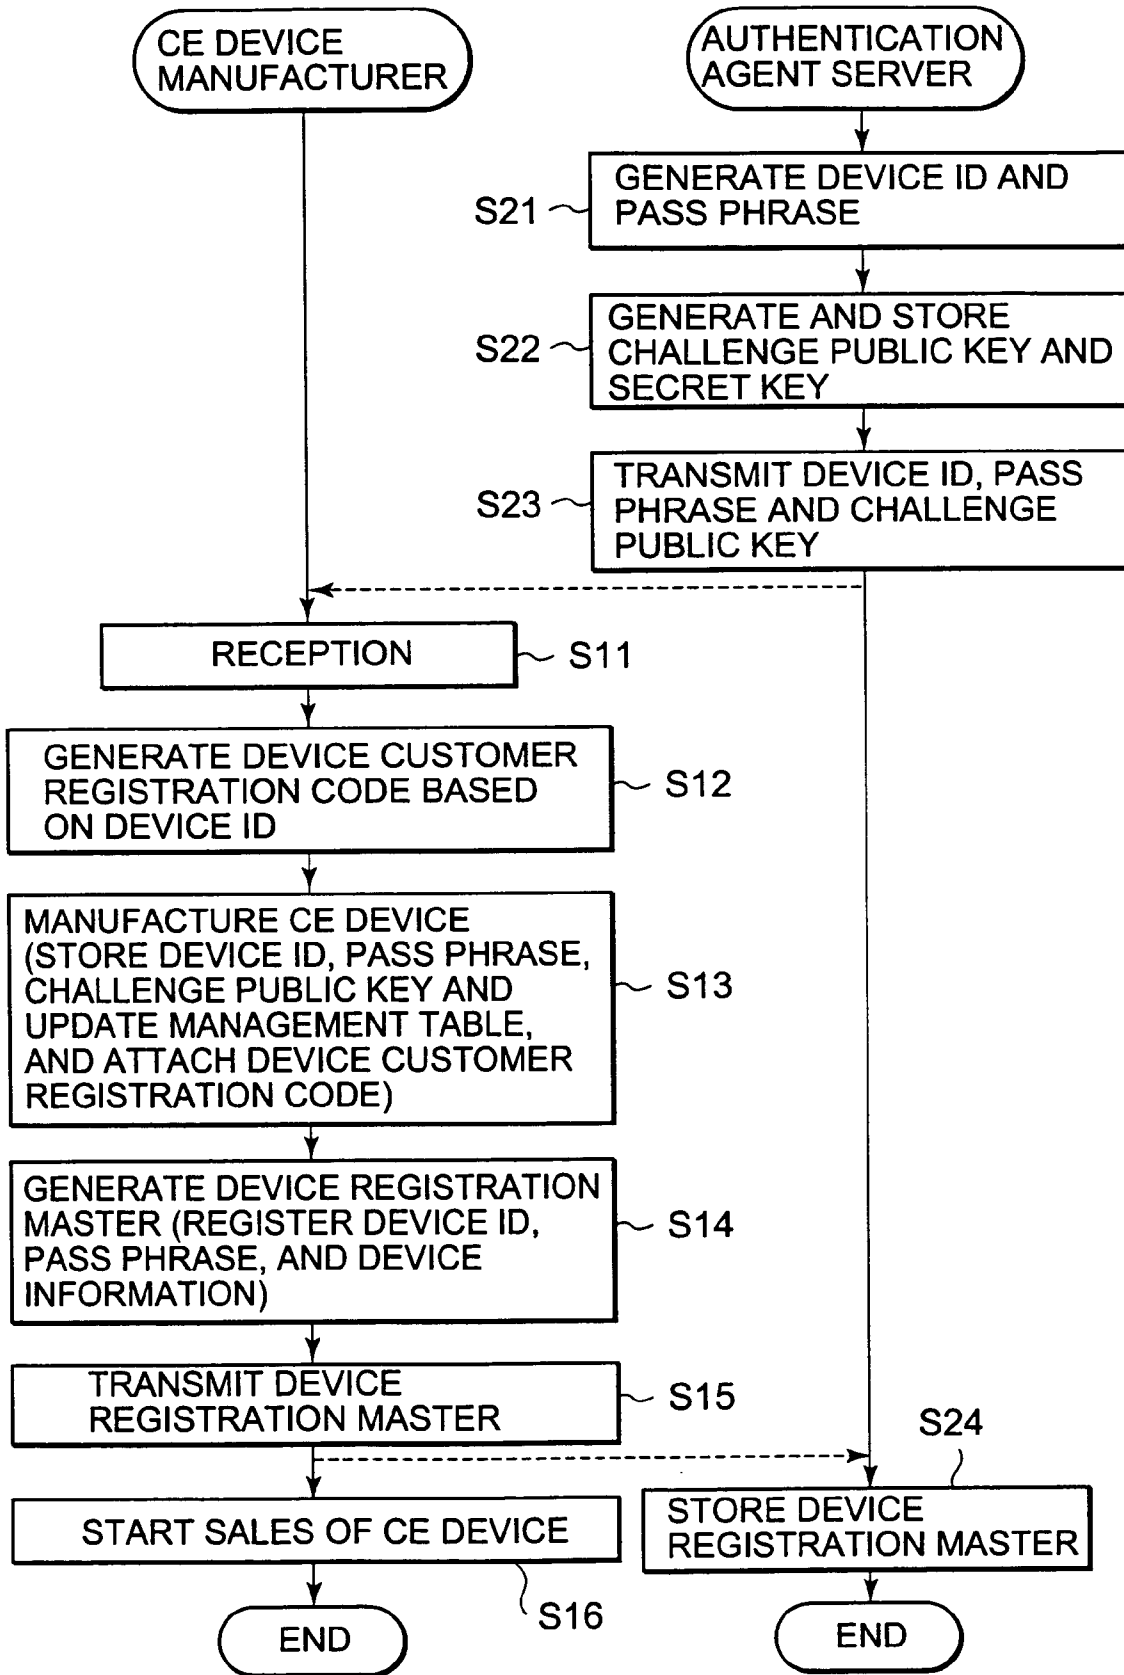 CE DEVICE
MANUFACTURER
AUTHENTICATION
AGENT SERVER
GENERATE DEVICE ID AND
PASS PHRASE
S21
GENERATE AND STORE
CHALLENGE PUBLIC KEY AND
SECRET KEY
S22
TRANSMIT DEVICE ID, PASS
PHRASE AND CHALLENGE
PUBLIC KEY
S23
RECEPTION
S11
GENERATE DEVICE CUSTOMER
REGISTRATION CODE BASED
ON DEVICE ID
S12
MANUFACTURE CE DEVICE
(STORE DEVICE ID, PASS PHRASE,
CHALLENGE PUBLIC KEY AND
UPDATE MANAGEMENT TABLE,
AND ATTACH DEVICE CUSTOMER
REGISTRATION CODE)
S13
GENERATE DEVICE REGISTRATION
MASTER (REGISTER DEVICE ID,
PASS PHRASE, AND DEVICE
INFORMATION)
S14
TRANSMIT DEVICE
REGISTRATION MASTER
S15
S24
START SALES OF CE DEVICE
S16
STORE DEVICE
REGISTRATION MASTER
END
END